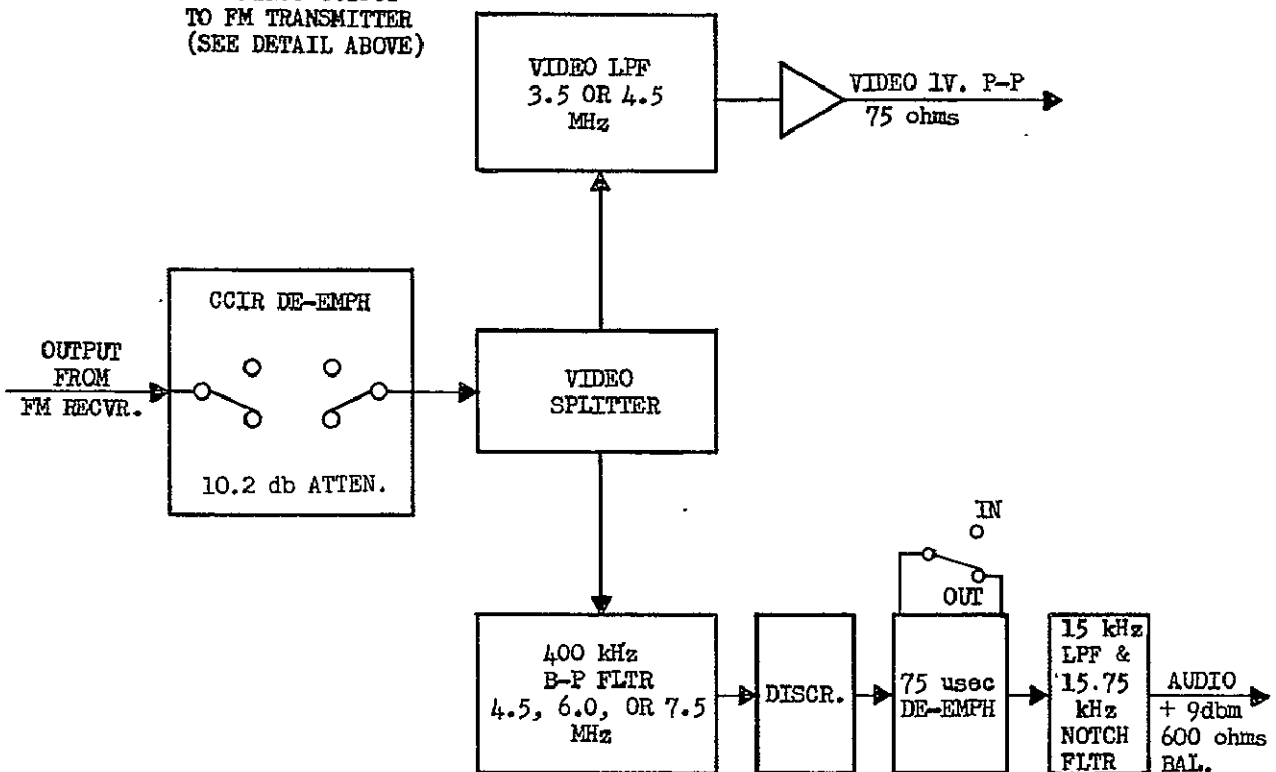 TO FM TRANSMITTER
(SEE DETAIL ABOVE)
VIDEO LPF
3.5 OR 4.5
MHz
VIDEO 1V. P-P
75 ohms
CCIR DE-EMPH
10.2 db ATTEN.
OUTPUT
FROM
FM RECVR.
VIDEO
SPLITTER
400 kHz
B-P FLTR
4.5, 6.0, OR 7.5
MHz
DISCR.
IN
OUT
75 usec
DE-EMPH
15 kHz
LPF &
15.75
kHz
NOTCH
FLTR
AUDIO
+ 9dbm
600 ohms
BAL.